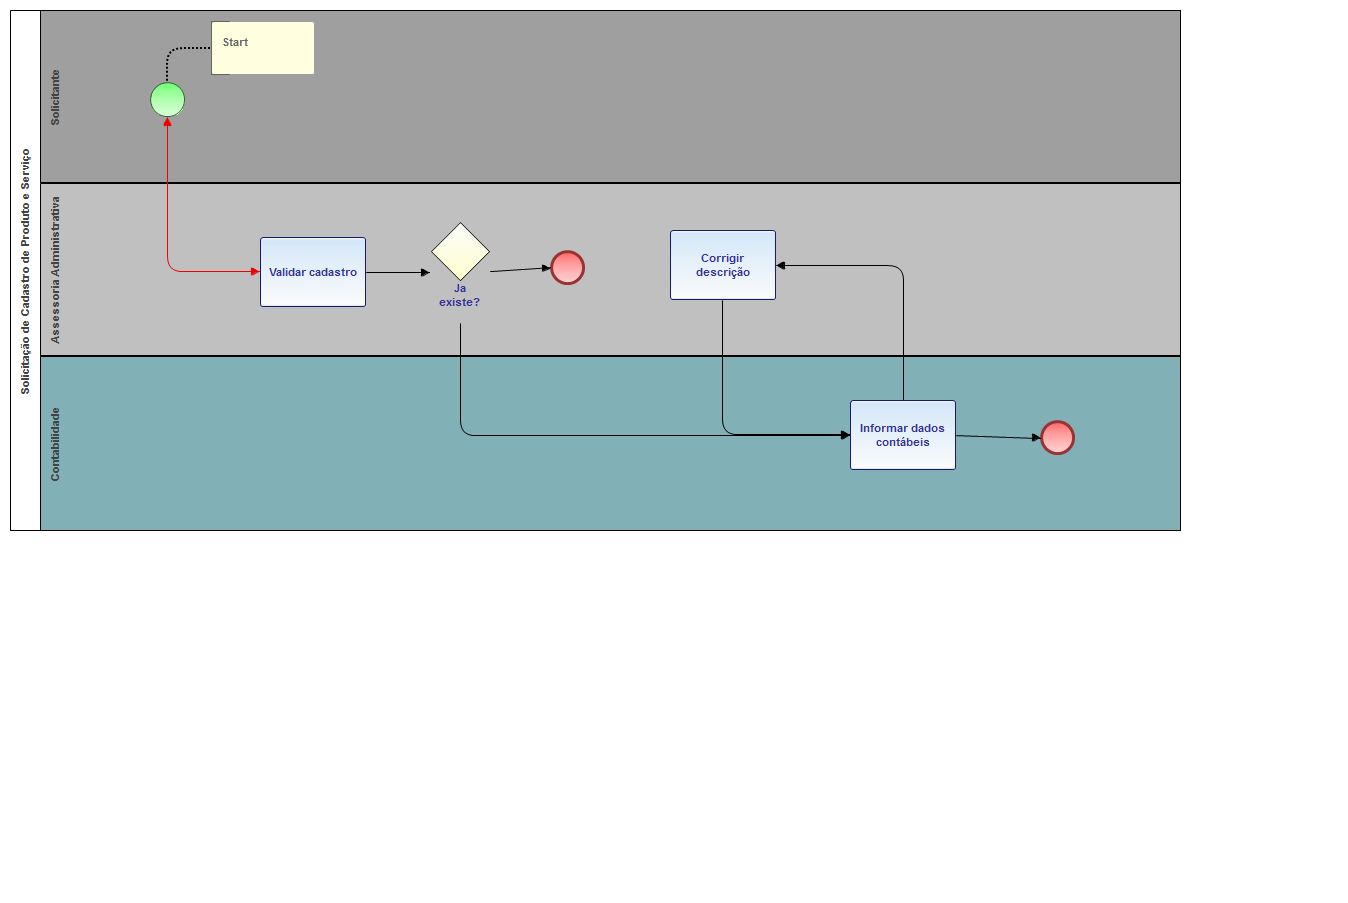 Solicitação de Cadastro de Produto e Serviço
Solicitante
Start
Assessoria Administrativa
Validar cadastro
Ja
existe?
Corrigir
descrição
Contabilidade
Informar dados
contábeis